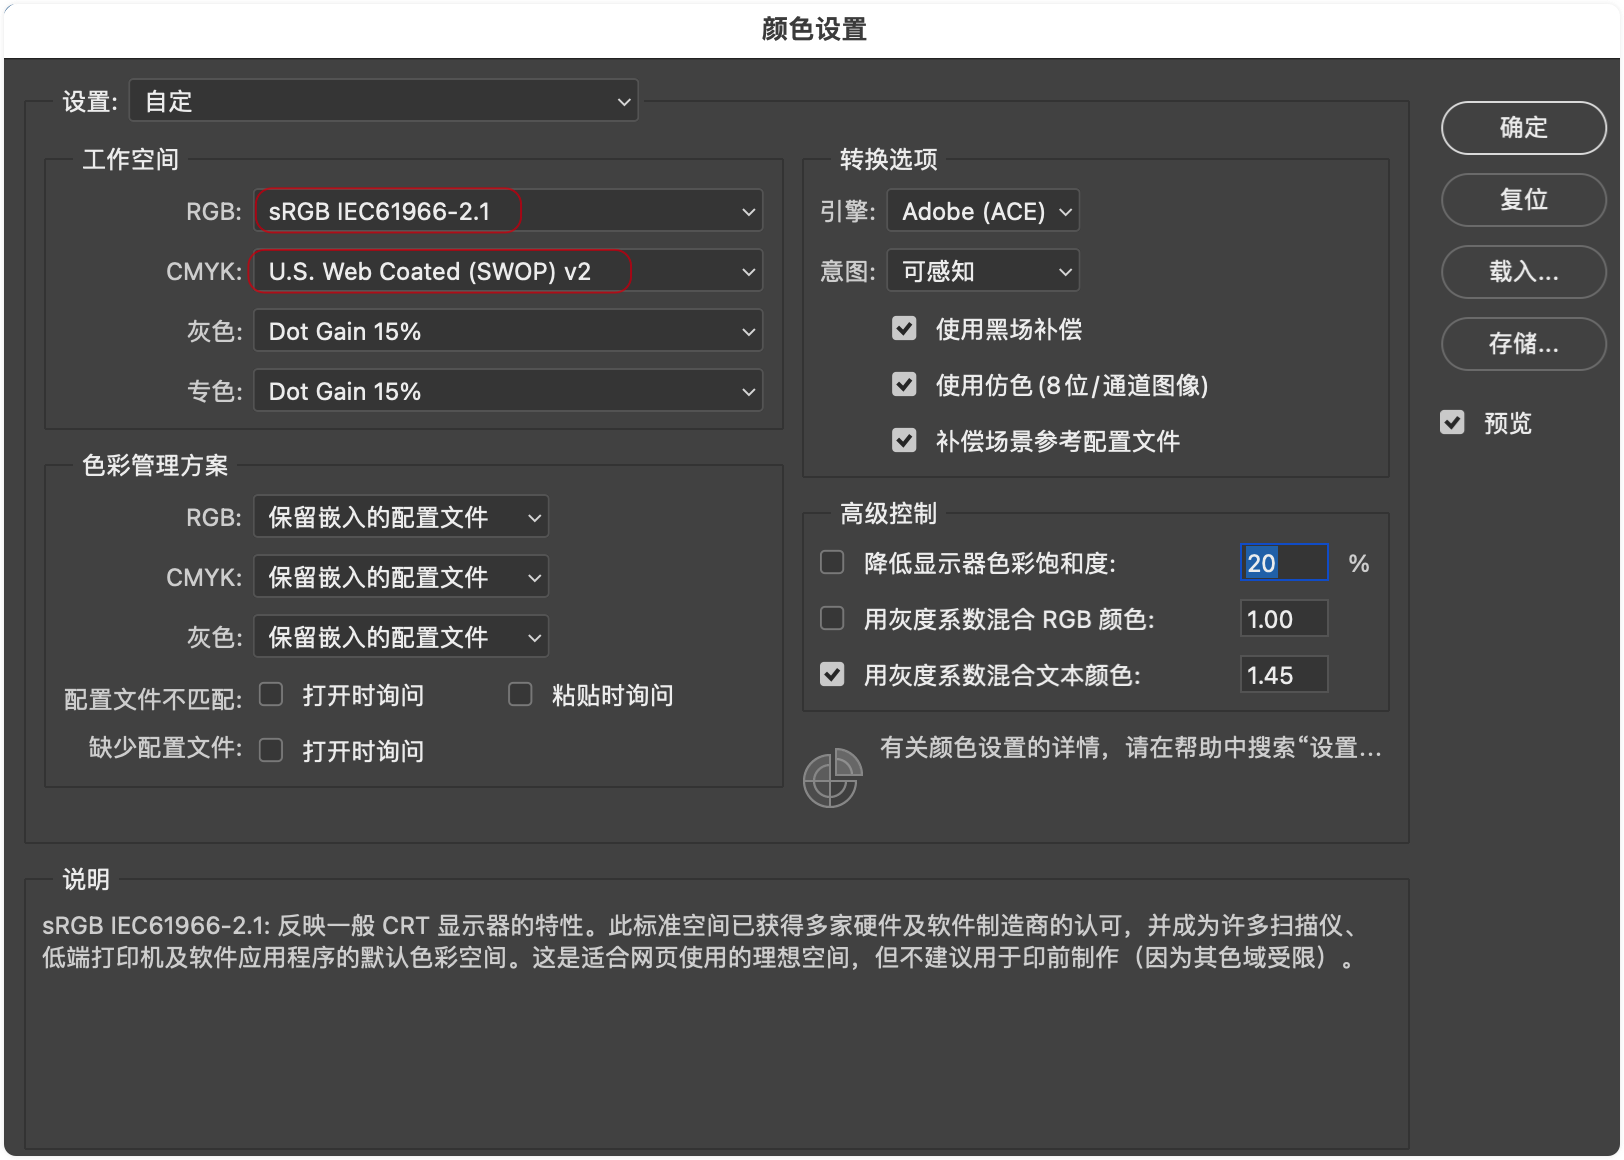 颜色设置
设置: 自定
工作空间
RGB: sRGB IEC61966-2.1
CMYK: U.S. Web Coated (SWOP) v2
灰色: Dot Gain 15%
专色: Dot Gain 15%
色彩管理方案
RGB: 保留嵌入的配置文件
CMYK: 保留嵌入的配置文件
灰色: 保留嵌入的配置文件
配置文件不匹配: 打开时询问 粘贴时询问
缺少配置文件: 打开时询问
转换选项
引擎: Adobe (ACE)
意图: 可感知
使用黑场补偿
使用仿色(8位/通道图像)
补偿场景参考配置文件
高级控制
降低显示器色彩饱和度: 20 %
用灰度系数混合 RGB 颜色: 1.00
用灰度系数混合文本颜色: 1.45
有关颜色设置的详情，请在帮助中搜索“设置...
确定
复位
载入...
存储...
预览
说明
sRGB IEC61966-2.1: 反映一般 CRT 显示器的特性。此标准空间已获得多家硬件及软件制造商的认可，并成为许多扫描仪、
低端打印机及软件应用程序的默认色彩空间。这是适合网页使用的理想空间，但不建议用于印前制作（因为其色域受限）。